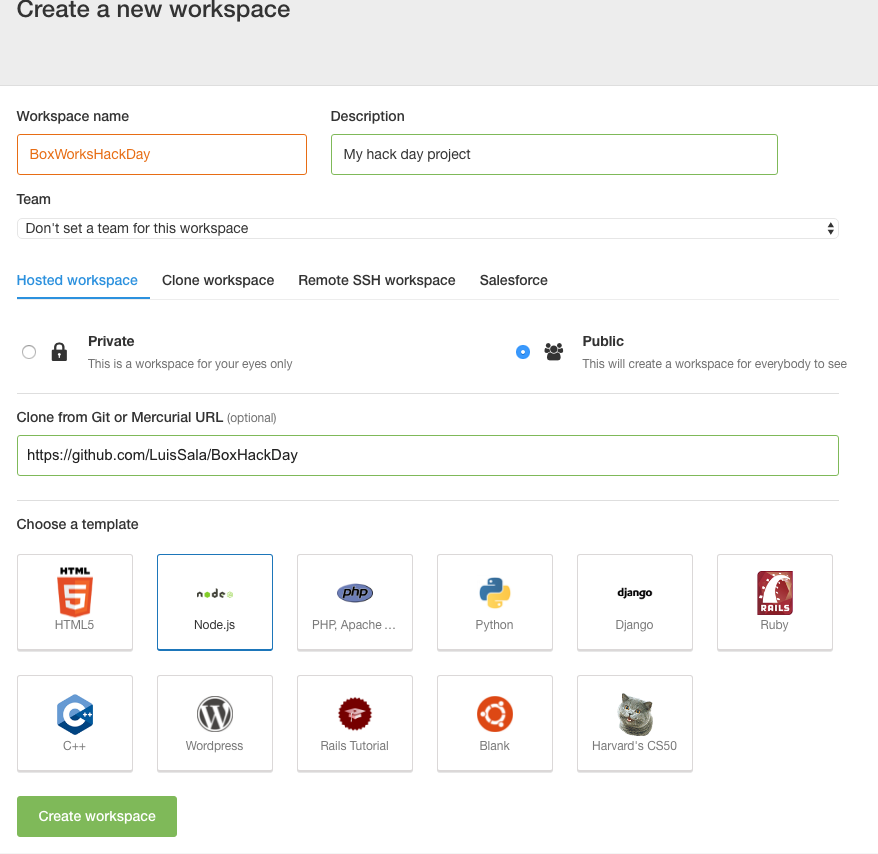 Create a new workspace
Workspace name
Description
BoxWorksHackDay
My hack day project
Team
Don't set a team for this workspace
Hosted workspace Clone workspace Remote SSH workspace Salesforce
Private
This is a workspace for your eyes only
Public
This will create a workspace for everybody to see
Clone from Git or Mercurial URL (optional)
https://github.com/LuisSala/BoxHackDay
Choose a template
HTML
5
HTML5
node
Node.js
php
PHP, Apache ...
Python
django
Django
RAILS
Ruby
C++
C++
W
Wordpress
Rails Tutorial
Blank
Harvard's CS50
Create workspace